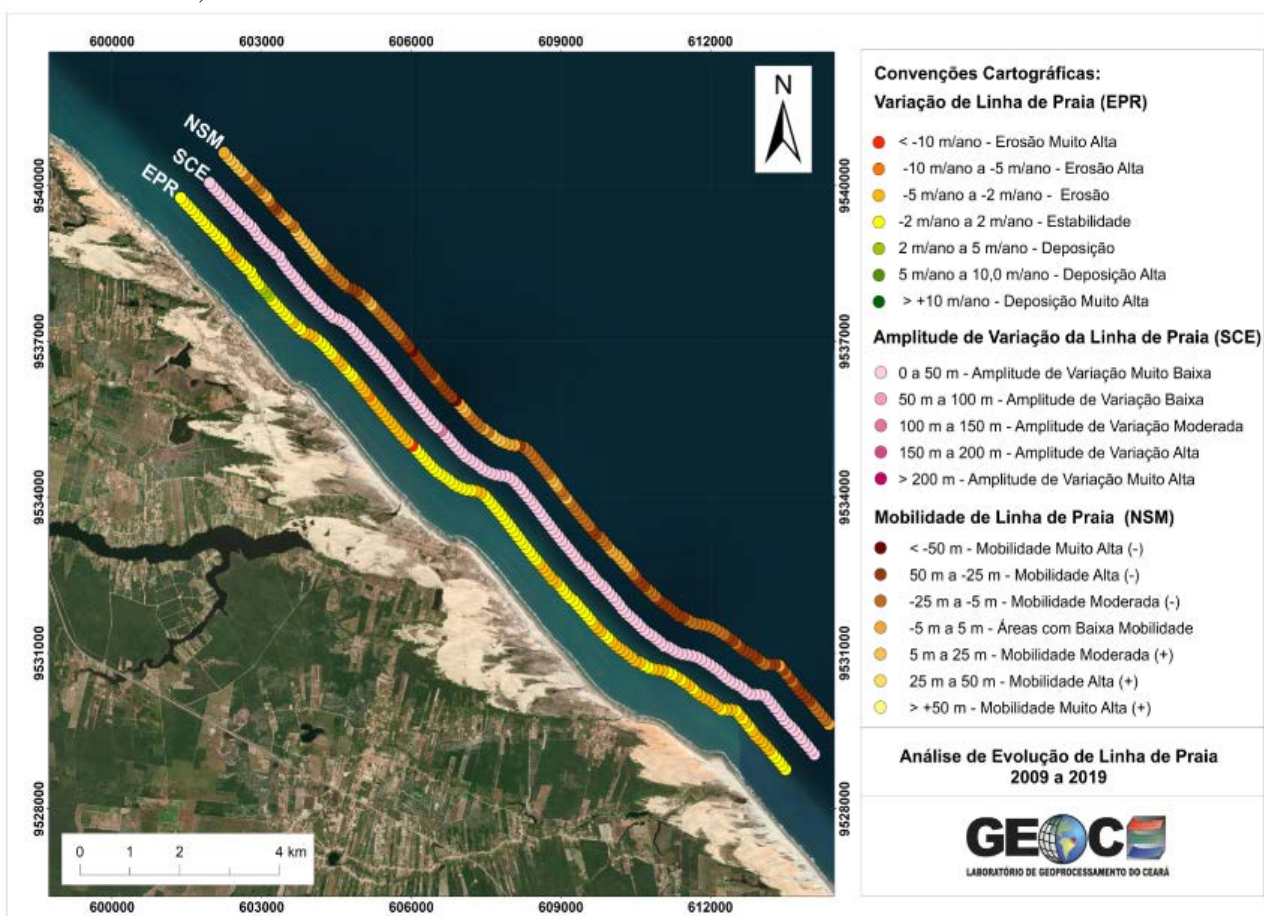 600000 603000 606000 609000 612000
N
NSM
SCE
EPR
9540000 9540000
9537000 9537000
9534000 9534000
9531000 9531000
9528000 9528000
0 1 2 4 km
600000 603000 606000 609000 612000
Convenções Cartográficas:
Variação de Linha de Praia (EPR)
< -10 m/ano - Erosão Muito Alta
-10 m/ano a -5 m/ano - Erosão Alta
-5 m/ano a -2 m/ano - Erosão
-2 m/ano a 2 m/ano - Estabilidade
2 m/ano a 5 m/ano - Deposição
5 m/ano a 10,0 m/ano - Deposição Alta
> +10 m/ano - Deposição Muito Alta
Amplitude de Variação da Linha de Praia (SCE)
0 a 50 m - Amplitude de Variação Muito Baixa
50 m a 100 m - Amplitude de Variação Baixa
100 m a 150 m - Amplitude de Variação Moderada
150 m a 200 m - Amplitude de Variação Alta
> 200 m - Amplitude de Variação Muito Alta
Mobilidade de Linha de Praia (NSM)
< -50 m - Mobilidade Muito Alta (-)
50 m a -25 m - Mobilidade Alta (-)
-25 m a -5 m - Mobilidade Moderada (-)
-5 m a 5 m - Áreas com Baixa Mobilidade
5 m a 25 m - Mobilidade Moderada (+)
25 m a 50 m - Mobilidade Alta (+)
> +50 m - Mobilidade Muito Alta (+)
Análise de Evolução de Linha de Praia
2009 a 2019
GEOCE
LABORATÓRIO DE GEOPROCESSAMENTO DO CEARÁ